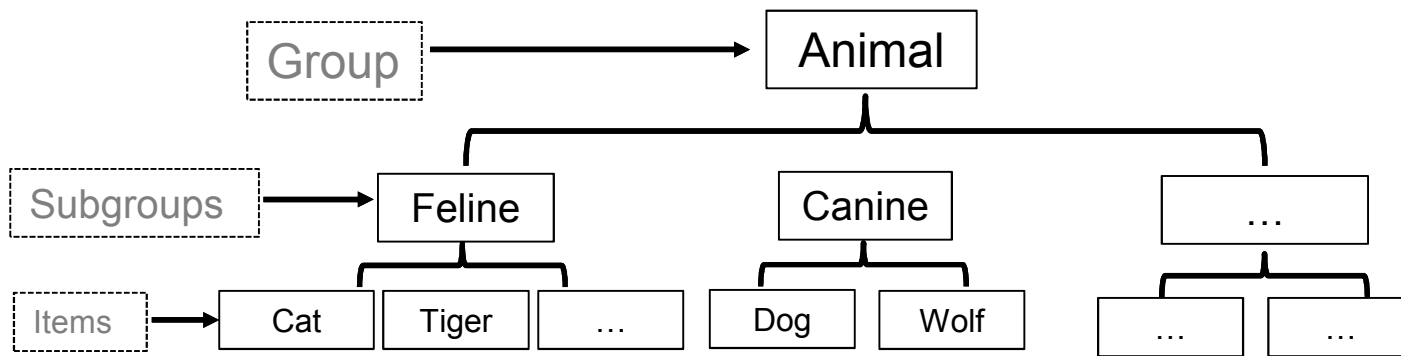 Group
Animal
Subgroups
Feline
Canine
...
Items
Cat
Tiger
...
Dog
Wolf
...
...